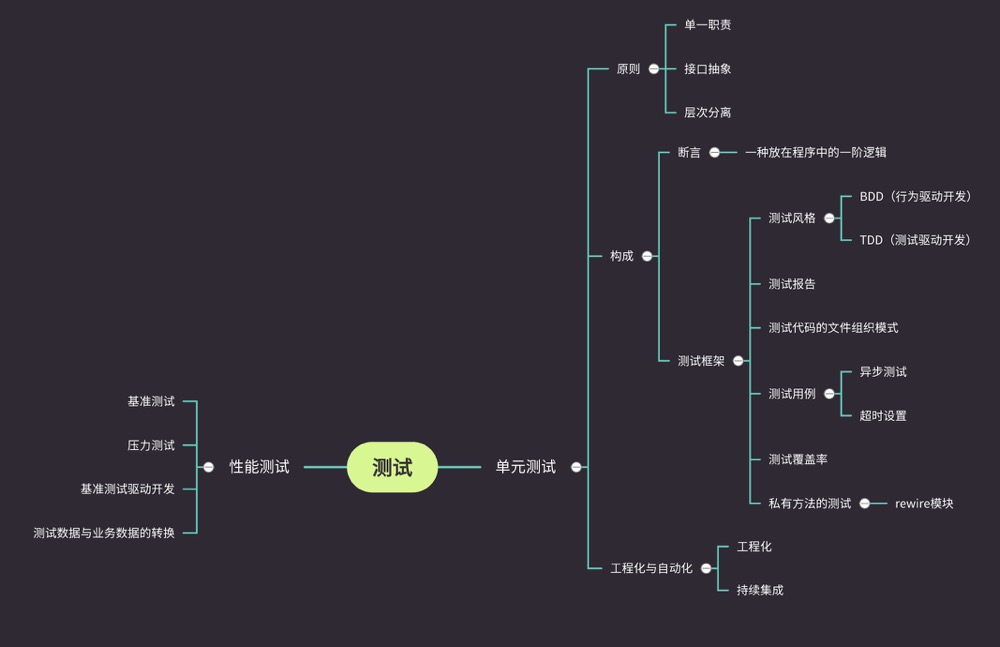 测试
单元测试
原则
单一职责
接口抽象
层次分离
构成
断言
一种放在程序中的一阶逻辑
测试框架
测试风格
BDD（行为驱动开发）
TDD（测试驱动开发）
测试报告
测试代码的文件组织模式
测试用例
异步测试
超时设置
测试覆盖率
私有方法的测试
rewire模块
工程化与自动化
工程化
持续集成
性能测试
基准测试
压力测试
基准测试驱动开发
测试数据与业务数据的转换